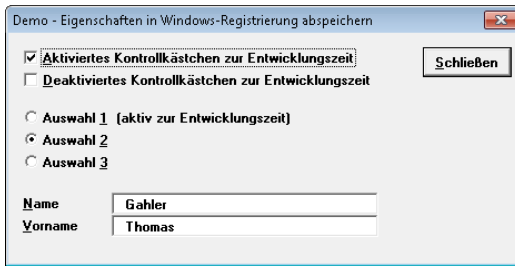 Demo - Eigenschaften in Windows-Registrierung abspeichern
Aktiviertes Kontrollkästchen zur Entwicklungszeit
Schließen
Deaktiviertes Kontrollkästchen zur Entwicklungszeit
Auswahl 1 (aktiv zur Entwicklungszeit)
Auswahl 2
Auswahl 3
Name Gahler
Vorname Thomas